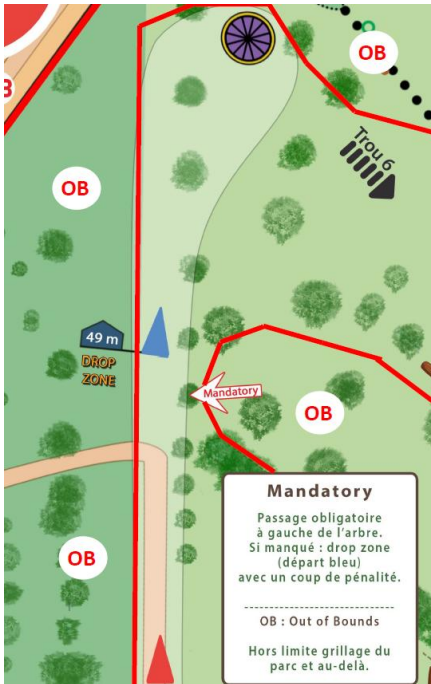 OB
Trou 6
OB
49 m
DROP
ZONE
Mandatory
OB
OB
Mandatory
Passage obligatoire
à gauche de l'arbre.
Si manqué : drop zone
(départ bleu)
avec un coup de pénalité.
OB : Out of Bounds
Hors limite grillage du
parc et au-delà.